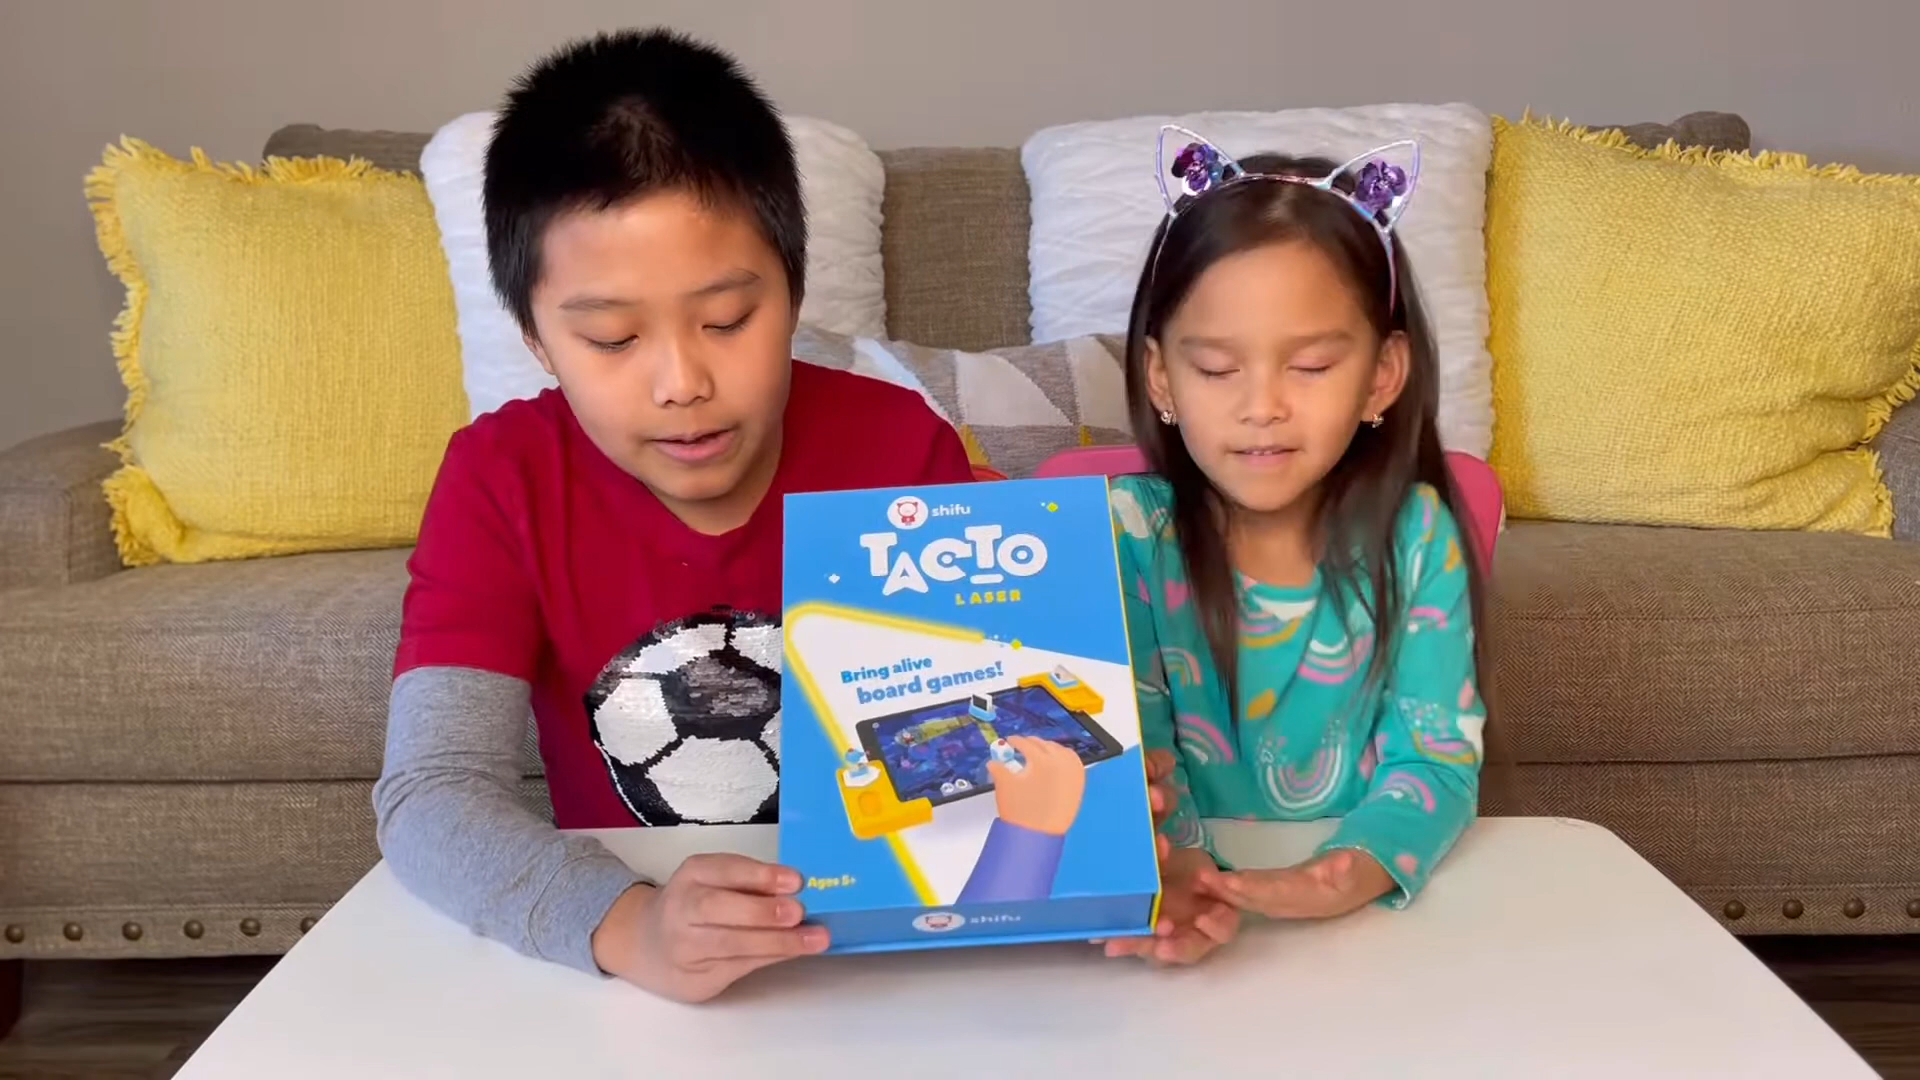 shifu
TACTO
LASER
Bring alive
board games!
Ages 5+
shifu